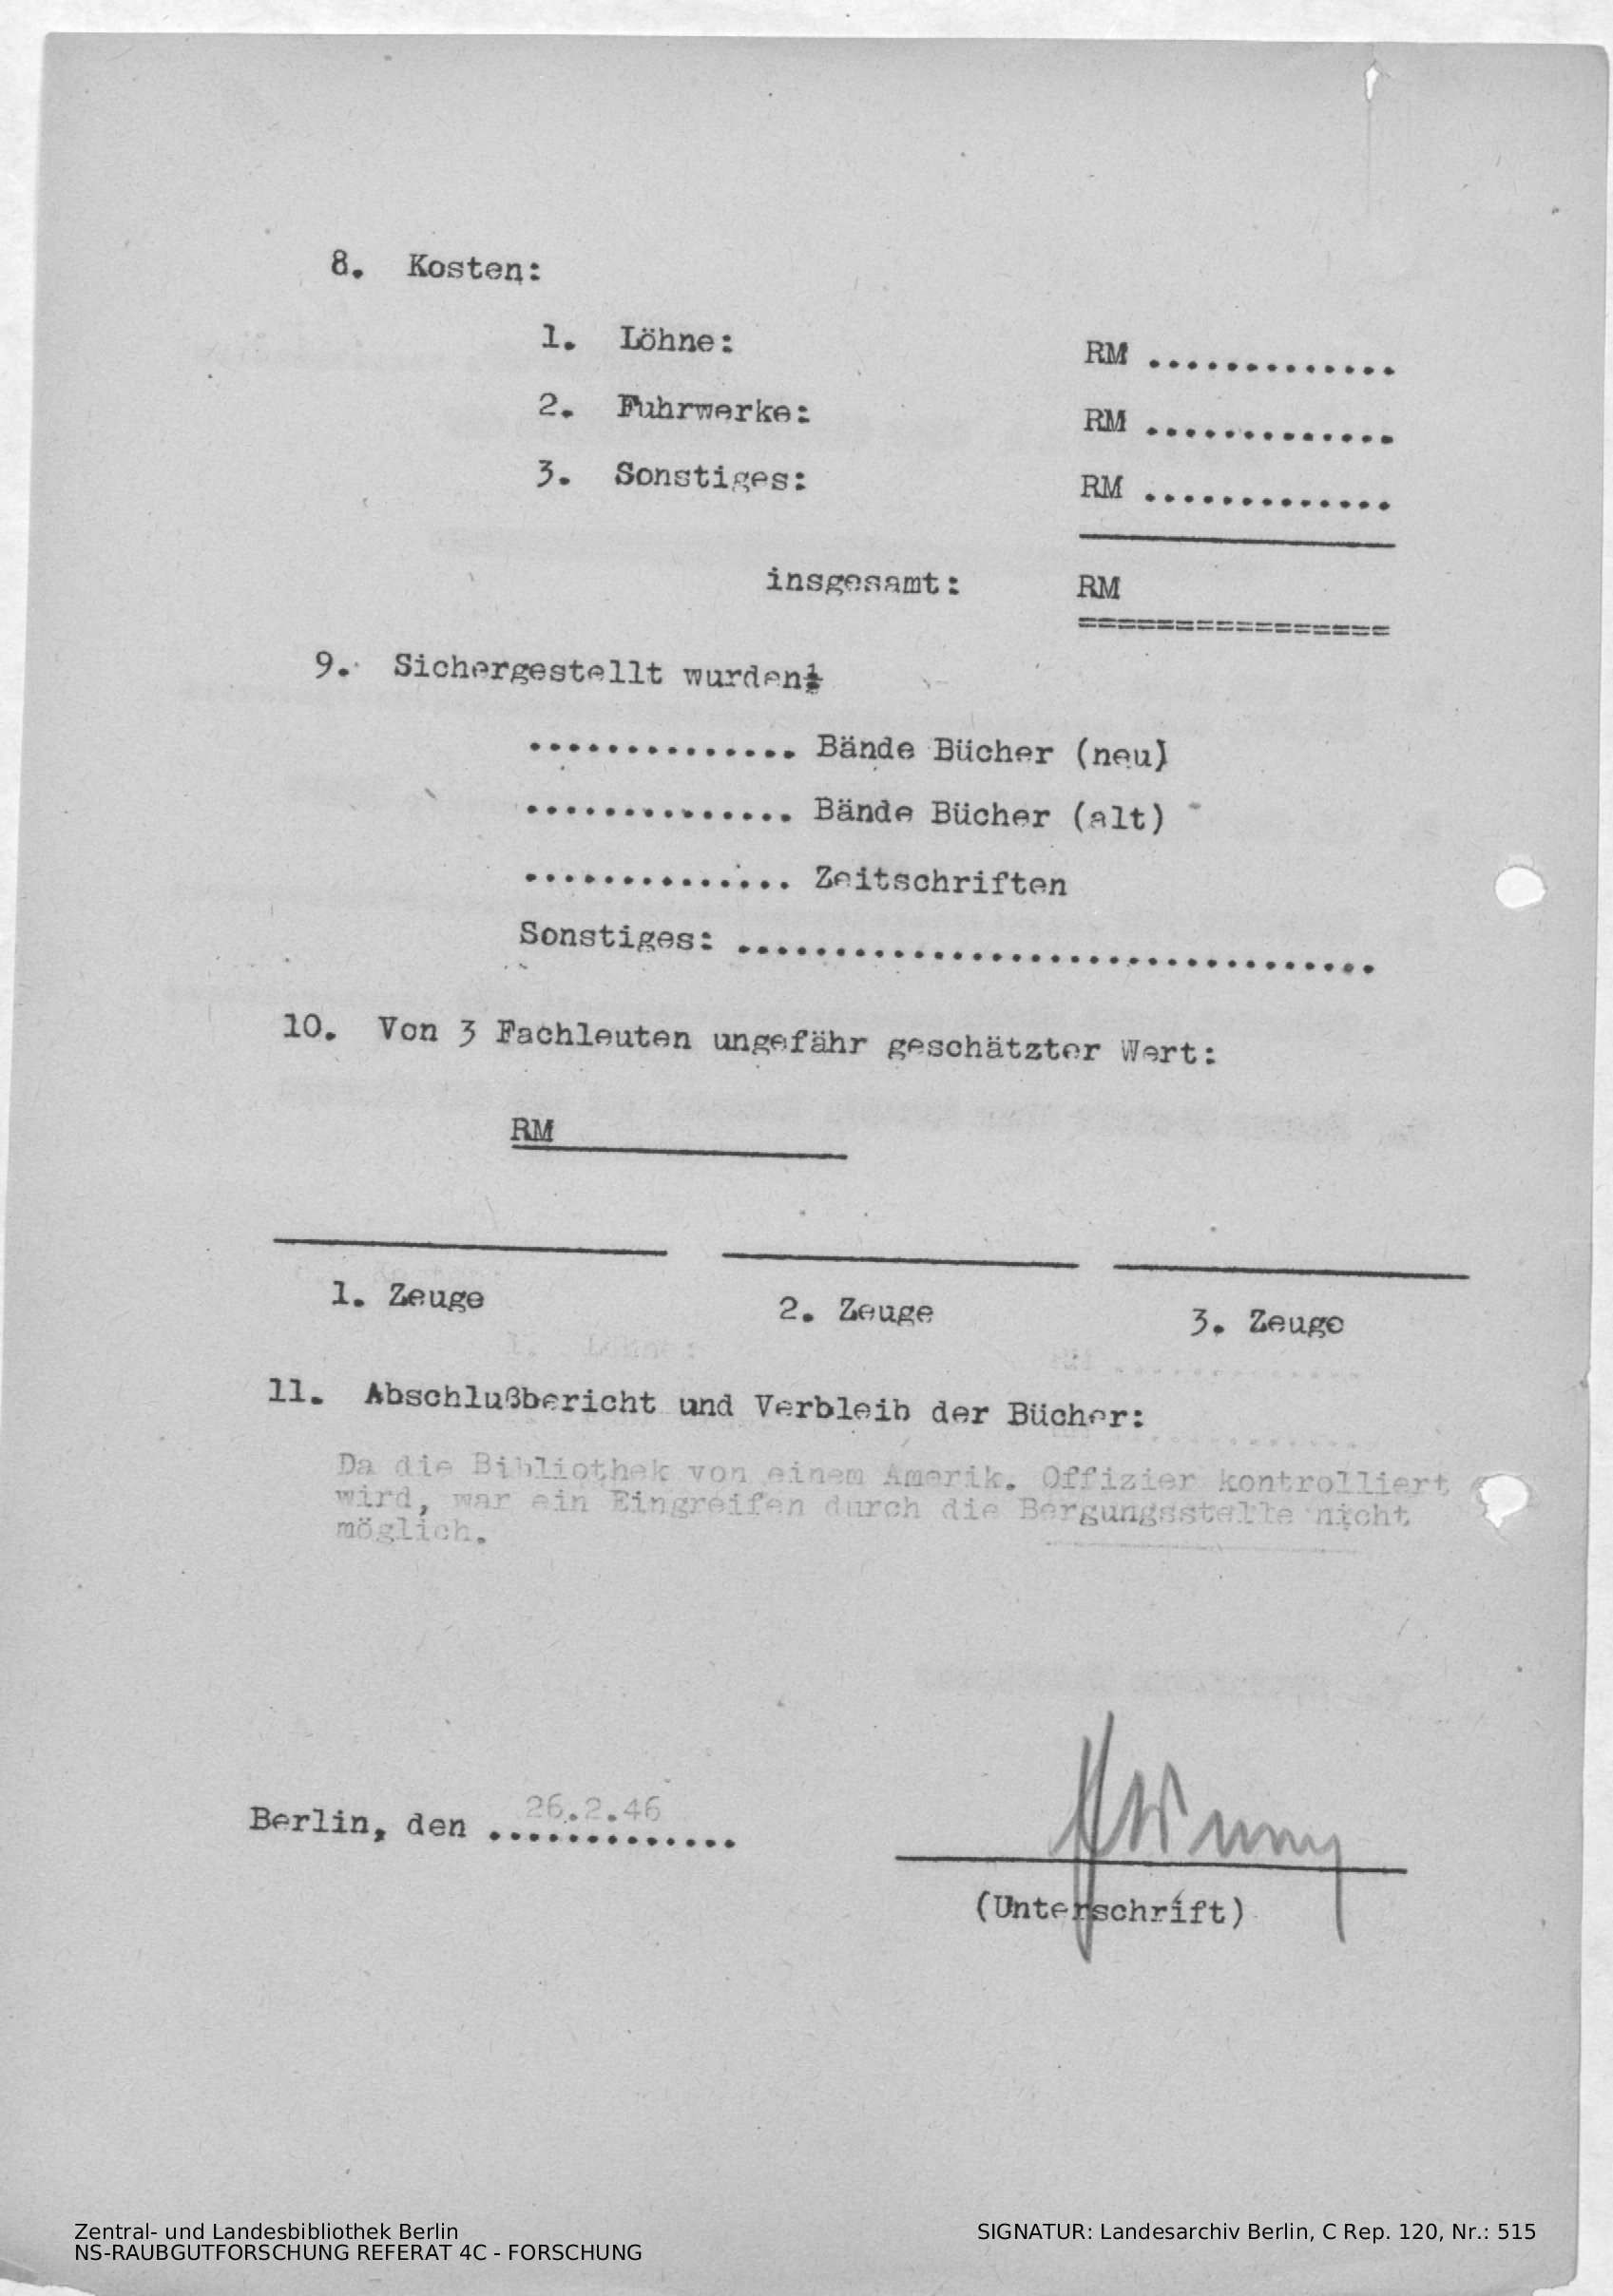 8. Kosten:
1. Löhne: RM .............
2. Fuhrwerke: RM .............
3. Sonstiges: RM .............
insgesamt: RM
================
9. Sichergestellt wurden:
.............. Bände Bücher (neu)
.............. Bände Bücher (alt)
.............. Zeitschriften
Sonstiges: .................................
10. Von 3 Fachleuten ungefähr geschätzter Wert:
RM
1. Zeuge 2. Zeuge 3. Zeuge
11. Abschlußbericht und Verbleib der Bücher:
Da die Bibliothek von einem Amerik. Offizier kontrolliert
wird, war ein Eingreifen durch die Bergungsstelle nicht
möglich.
Berlin, den 26.2.46
(Unterschrift)
Zentral- und Landesbibliothek Berlin
NS-RAUBGUTFORSCHUNG REFERAT 4C - FORSCHUNG
SIGNATUR: Landesarchiv Berlin, C Rep. 120, Nr.: 515